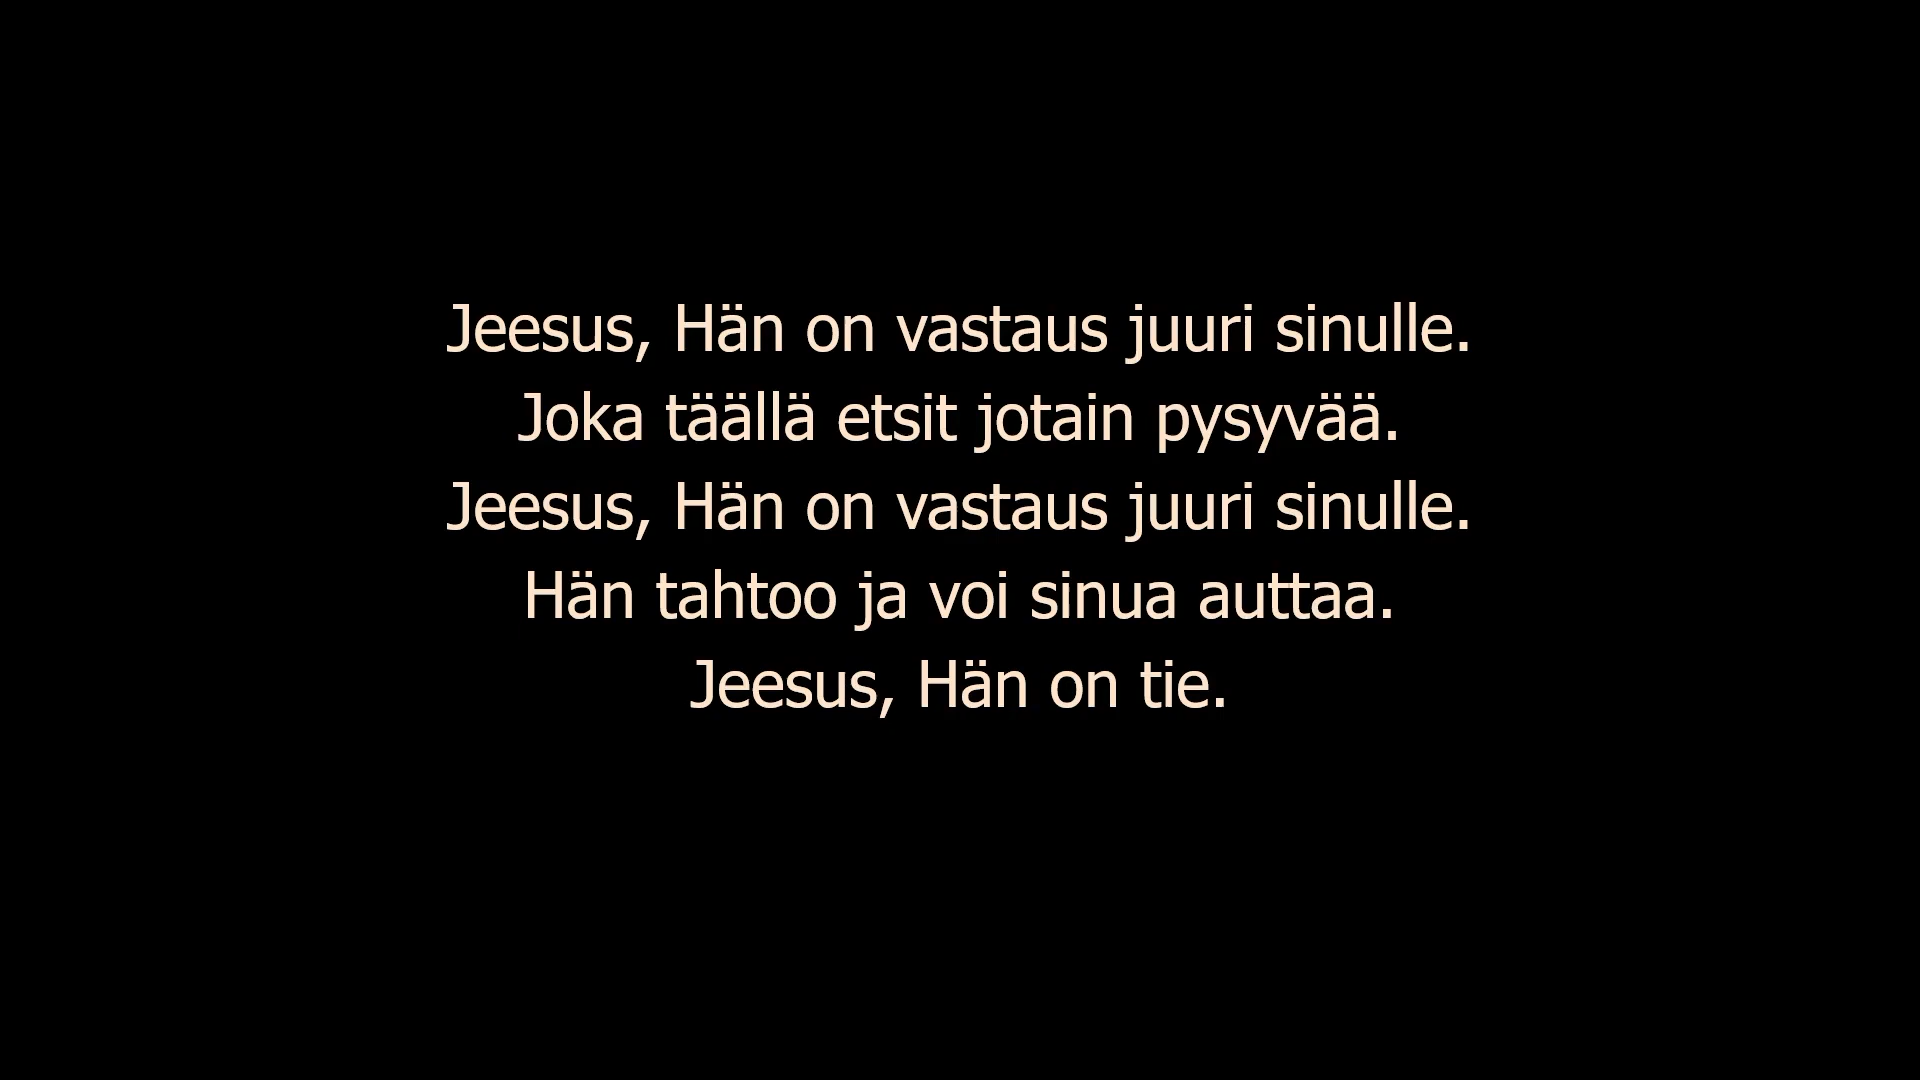 Jeesus, Hän on vastaus juuri sinulle.
Joka täällä etsit jotain pysyvää.
Jeesus, Hän on vastaus juuri sinulle.
Hän tahtoo ja voi sinua auttaa.
Jeesus, Hän on tie.